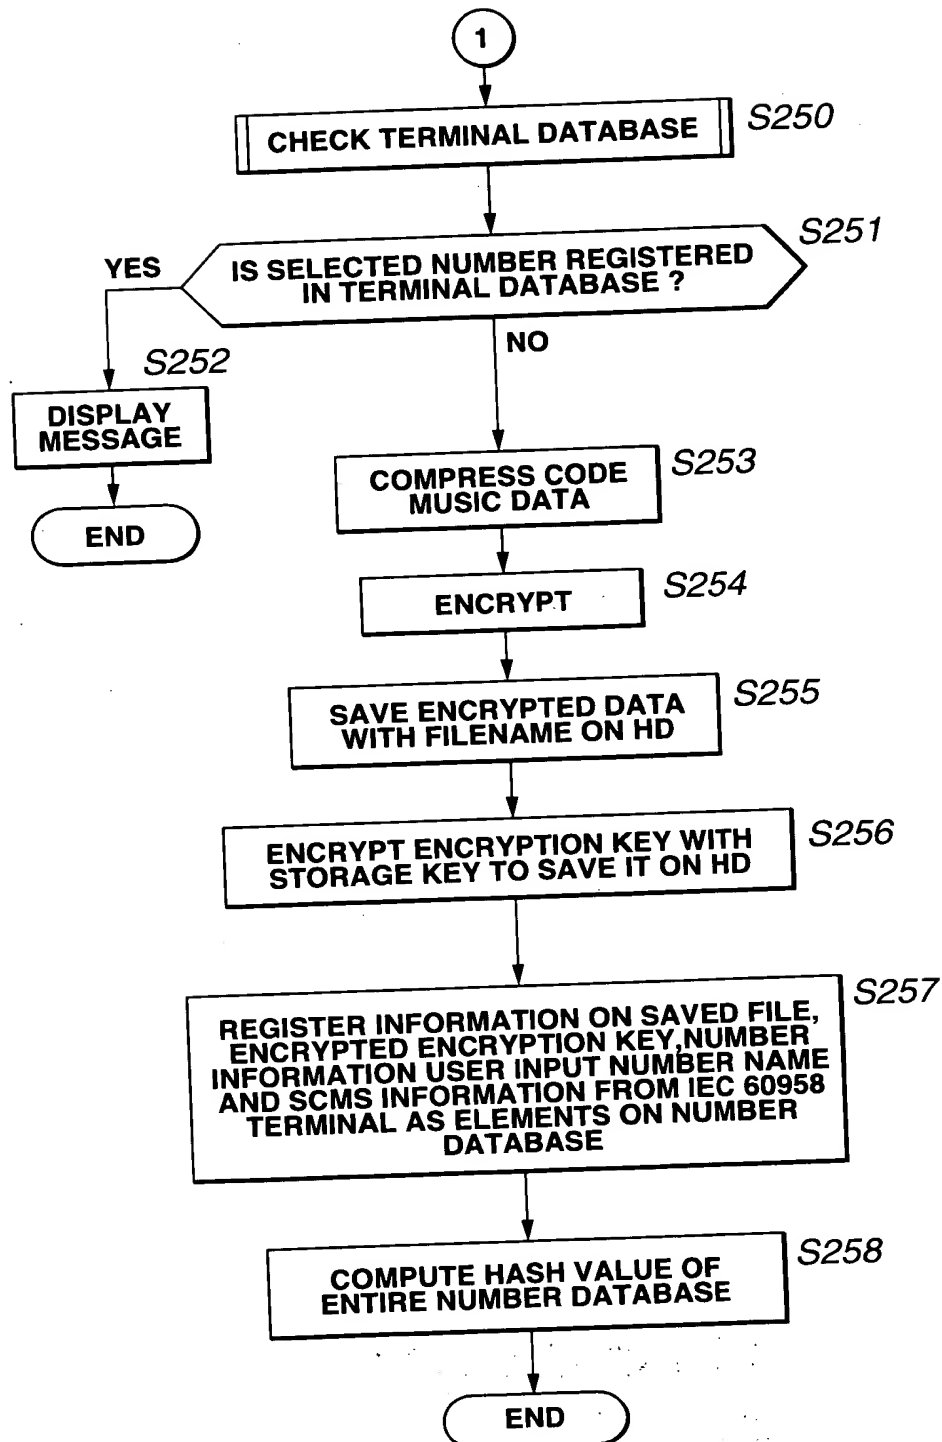 1
CHECK TERMINAL DATABASE
S250
S251
IS SELECTED NUMBER REGISTERED
IN TERMINAL DATABASE ?
YES
NO
S252
DISPLAY
MESSAGE
END
S253
COMPRESS CODE
MUSIC DATA
S254
ENCRYPT
S255
SAVE ENCRYPTED DATA
WITH FILENAME ON HD
S256
ENCRYPT ENCRYPTION KEY WITH
STORAGE KEY TO SAVE IT ON HD
S257
REGISTER INFORMATION ON SAVED FILE,
ENCRYPTED ENCRYPTION KEY,NUMBER
INFORMATION USER INPUT NUMBER NAME
AND SCMS INFORMATION FROM IEC 60958
TERMINAL AS ELEMENTS ON NUMBER
DATABASE
S258
COMPUTE HASH VALUE OF
ENTIRE NUMBER DATABASE
END